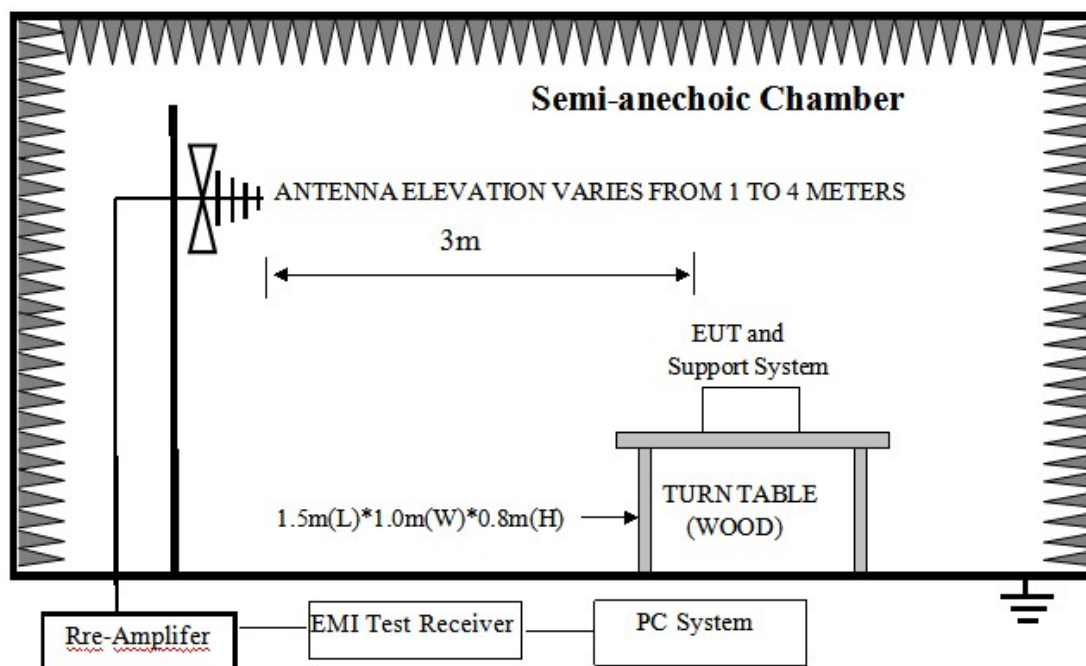 Semi-anechoic Chamber
ANTENNA ELEVATION VARIES FROM 1 TO 4 METERS
3m
EUT and
Support System
1.5m(L)*1.0m(W)*0.8m(H)
TURN TABLE
(WOOD)
Rre-Amplifer
EMI Test Receiver
PC System